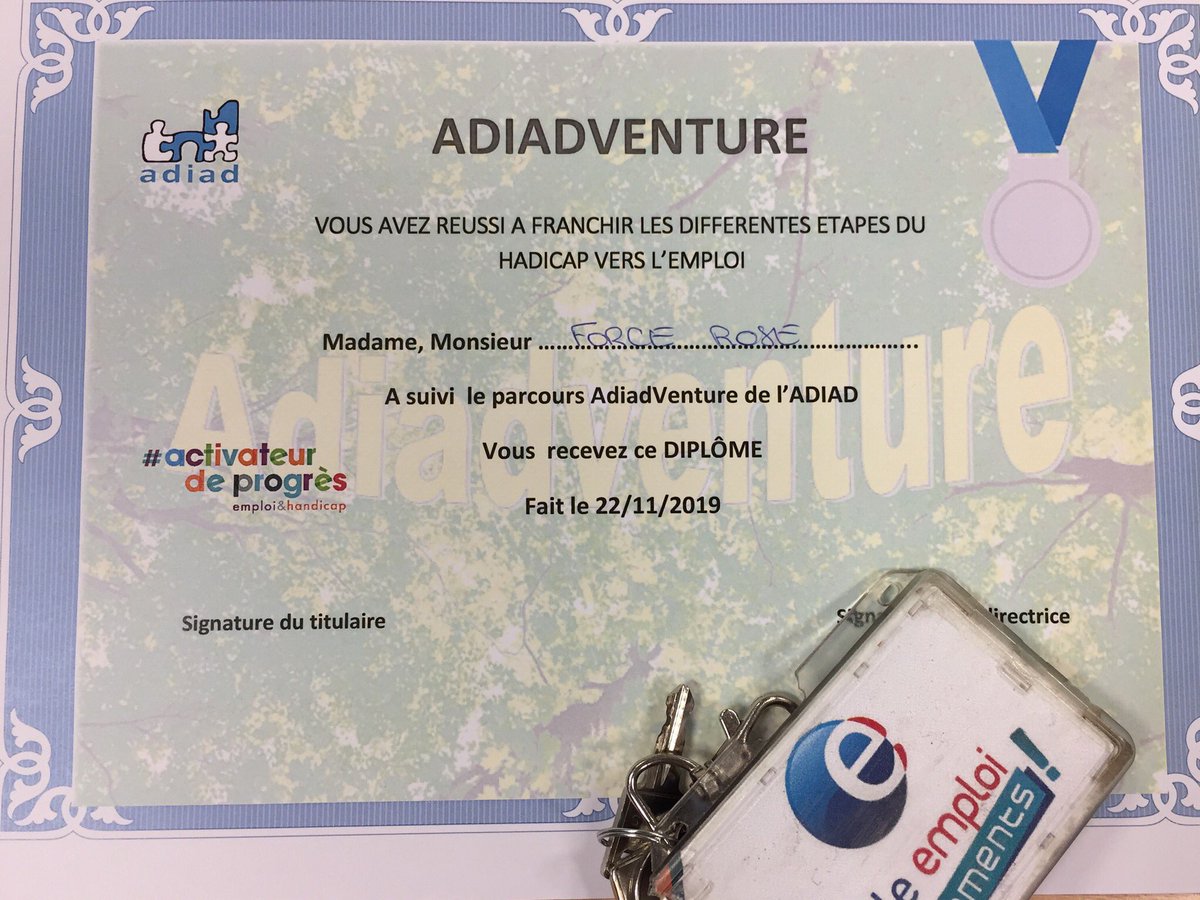 adiad
ADIADVENTURE
VOUS AVEZ REUSSI A FRANCHIR LES DIFFERENTES ETAPES DU
HADICAP VERS L'EMPLOI
Madame, Monsieur ......FORCE ROSE.....................
A suivi le parcours AdiadVenture de l'ADIAD
Vous recevez ce DIPLÔME
Fait le 22/11/2019
Adiadventure
#activateur
de progrès
emploi&handicap
Signature du titulaire
directrice
e
emploi
ments!